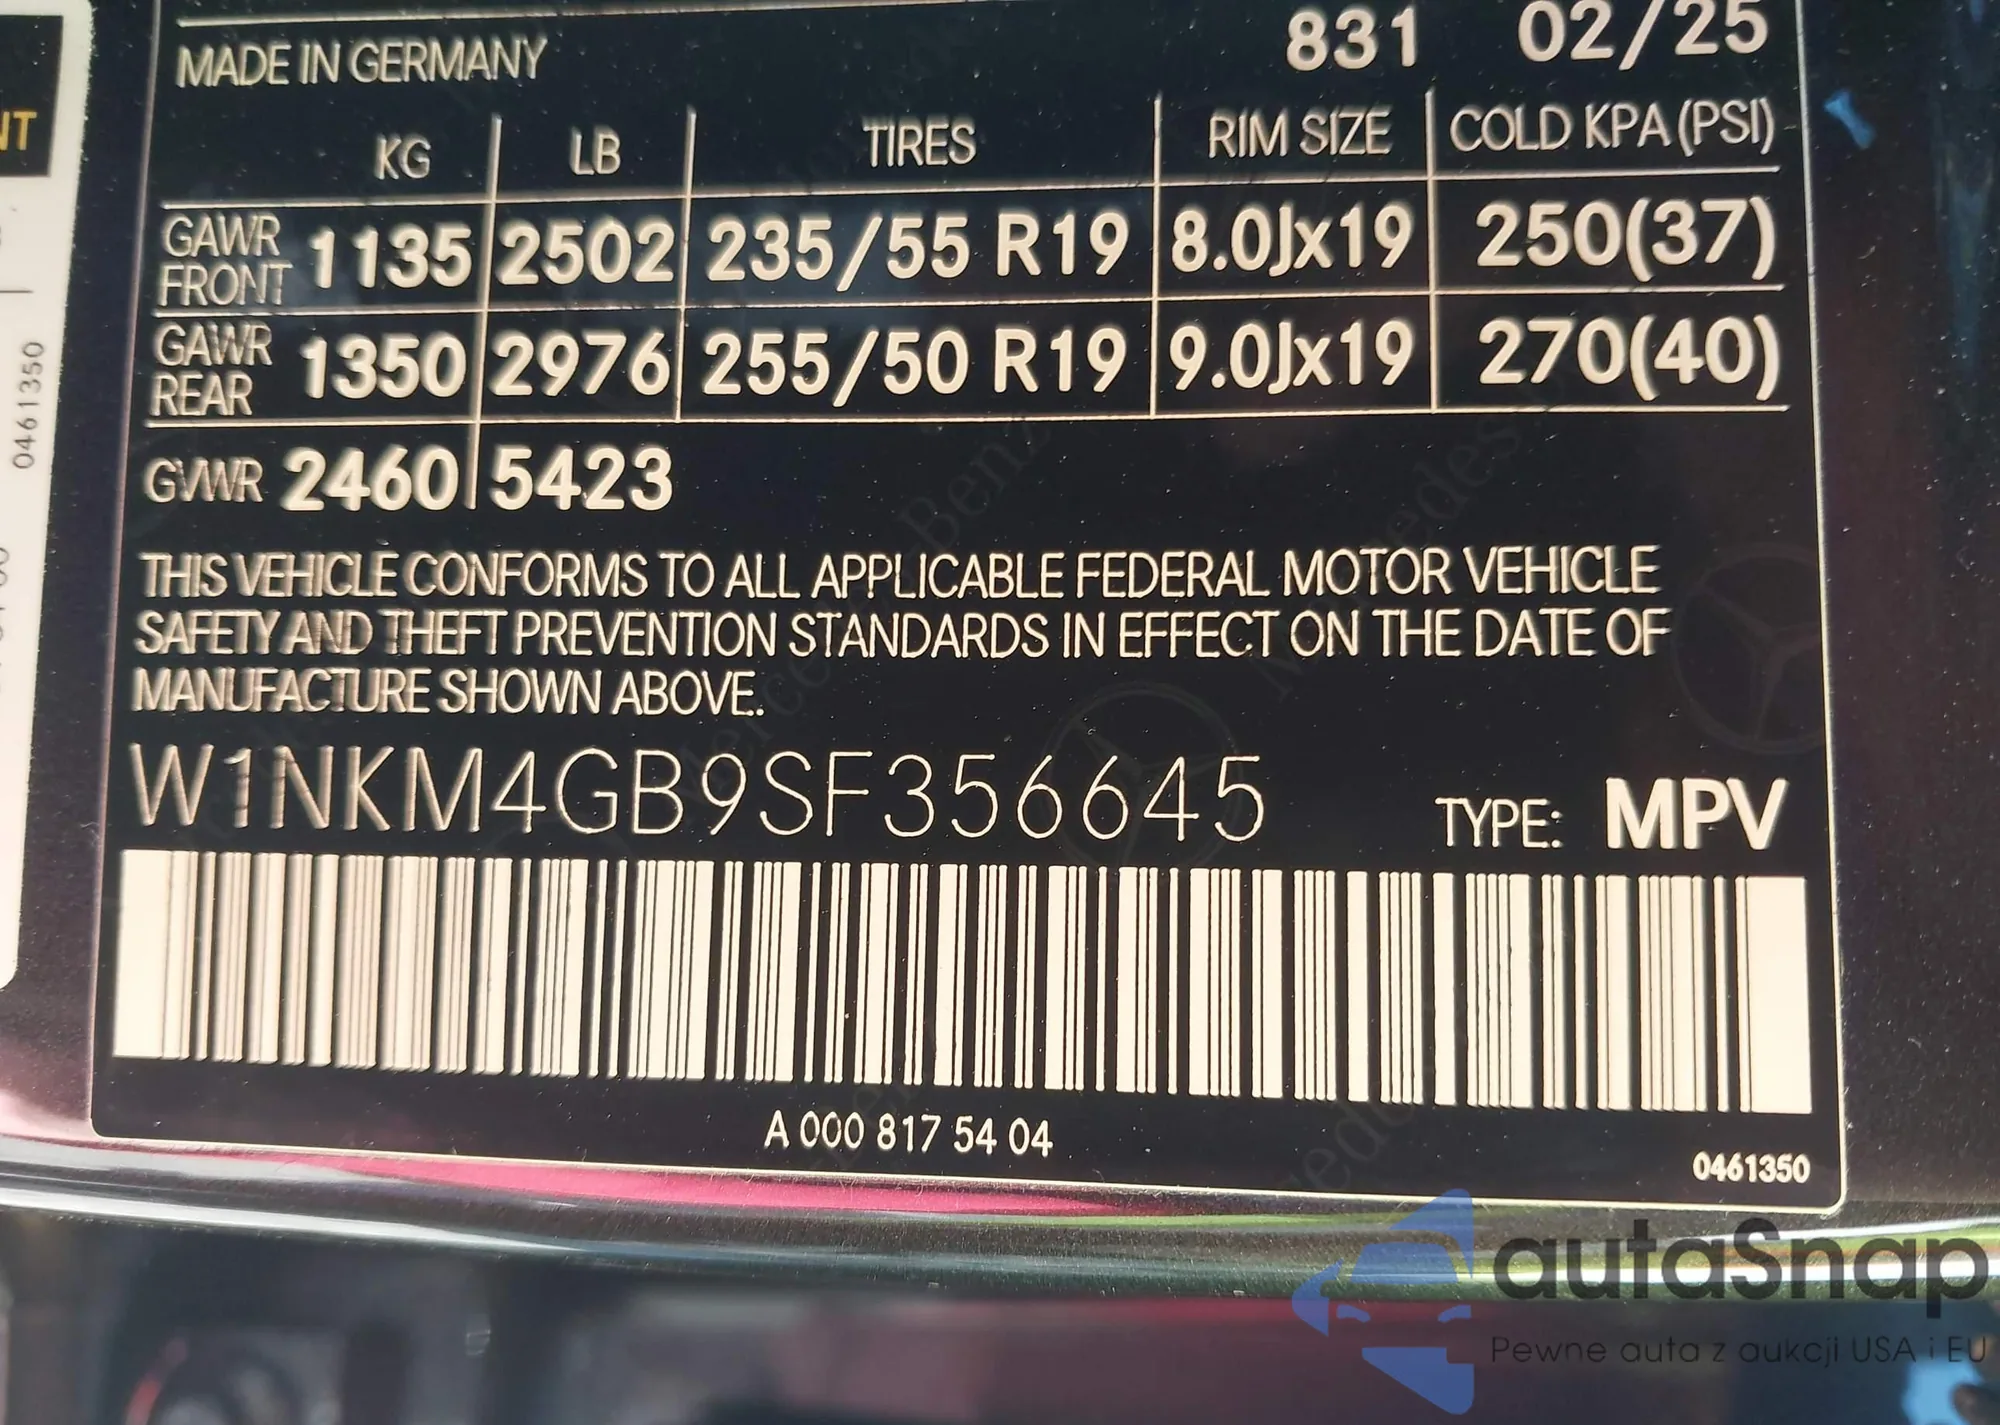 MADE IN GERMANY 831 02/25
KG LB TIRES RIM SIZE COLD KPA (PSI)
GAWR FRONT 1135 2502 235/55 R19 8.0Jx19 250(37)
GAWR REAR 1350 2976 255/50 R19 9.0Jx19 270(40)
GVWR 2460 5423
THIS VEHICLE CONFORMS TO ALL APPLICABLE FEDERAL MOTOR VEHICLE
SAFETY AND THEFT PREVENTION STANDARDS IN EFFECT ON THE DATE OF
MANUFACTURE SHOWN ABOVE.
W1NKM4GB9SF356645 TYPE: MPV
A 000 817 54 04
0461350
NT
0461350
autaSnap
Pewne auta z aukcji USA i EU